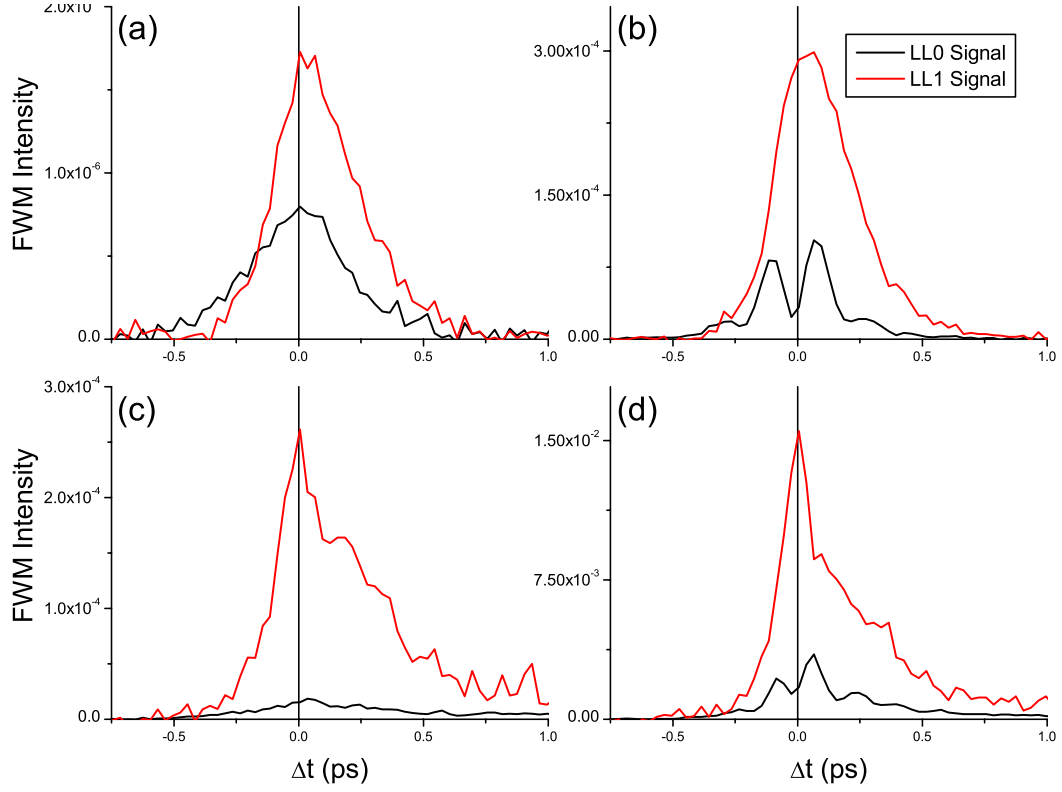 2.0x10
(a)
1.0x10⁻⁶
0.0
FWM Intensity
-0.5
0.0
0.5
1.0
(b)
3.00x10⁻⁴
1.50x10⁻⁴
0.00
LL0 Signal
LL1 Signal
-0.5
0.0
0.5
1.0
(c)
3.0x10⁻⁴
2.0x10⁻⁴
1.0x10⁻⁴
0.0
FWM Intensity
-0.5
0.0
0.5
1.0
Δt (ps)
(d)
1.50x10⁻²
7.50x10⁻³
0.00
-0.5
0.0
0.5
1.0
Δt (ps)